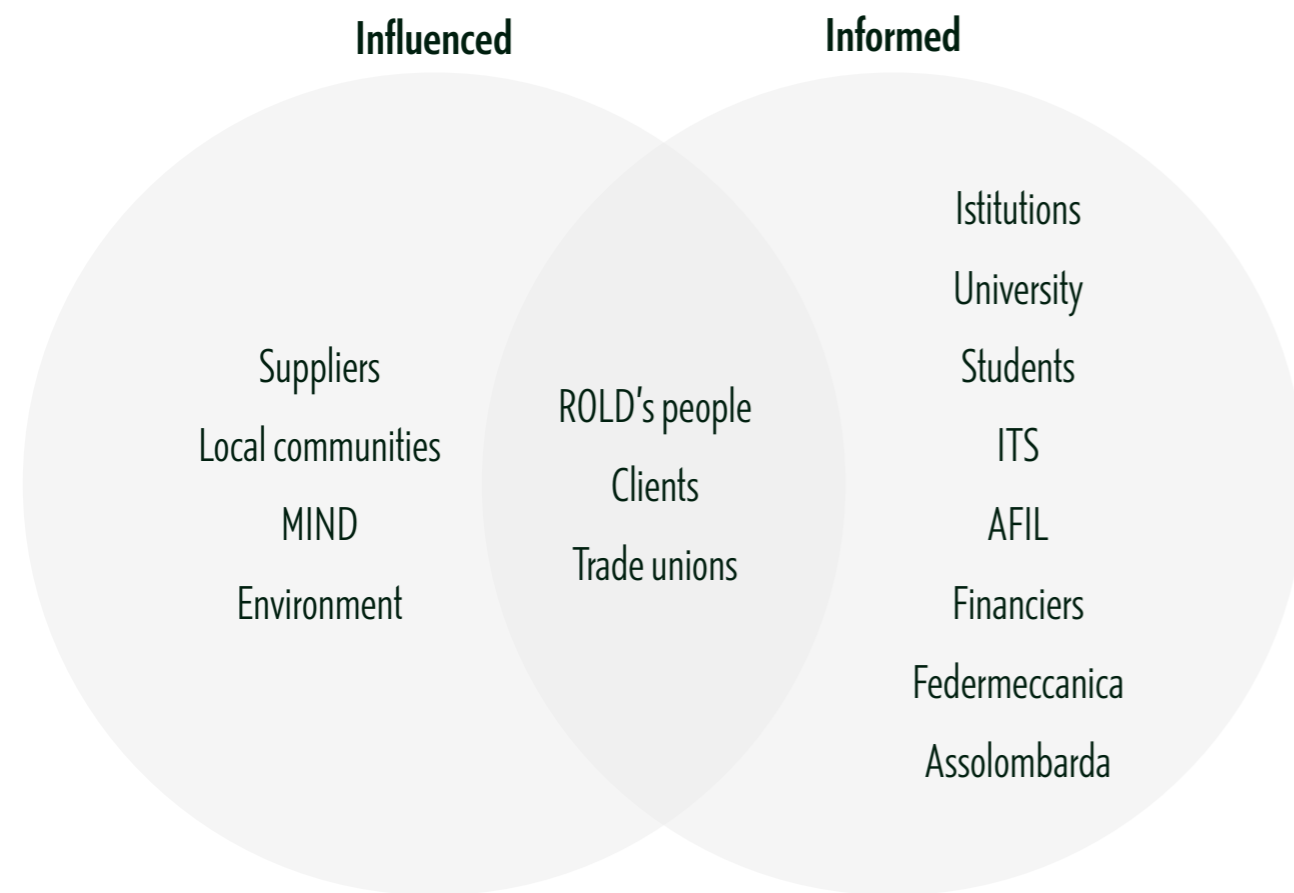 Influenced
Informed
Suppliers
Local communities
MIND
Environment
ROLD's people
Clients
Trade unions
Istitutions
University
Students
ITS
AFIL
Financiers
Federmeccanica
Assolombarda